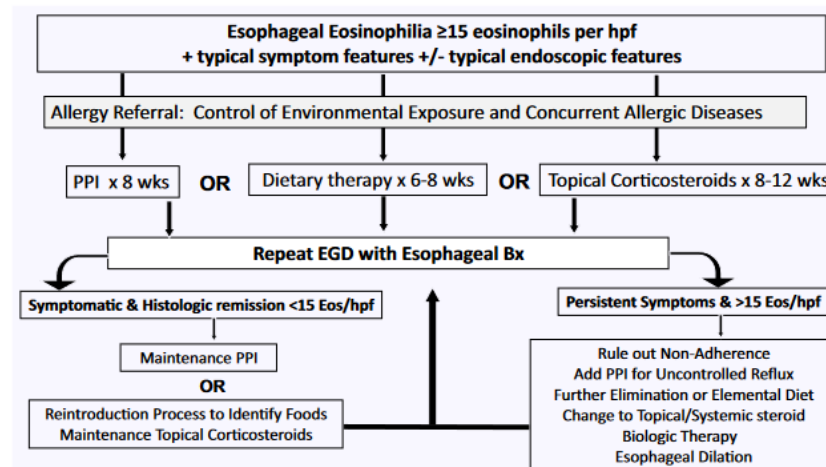 Esophageal Eosinophilia ≥15 eosinophils per hpf
+ typical symptom features +/- typical endoscopic features
Allergy Referral: Control of Environmental Exposure and Concurrent Allergic Diseases
PPI x 8 wks
OR
Dietary therapy x 6-8 wks
OR
Topical Corticosteroids x 8-12 wks
Repeat EGD with Esophageal Bx
Symptomatic & Histologic remission <15 Eos/hpf
Persistent Symptoms & >15 Eos/hpf
Maintenance PPI
OR
Reintroduction Process to Identify Foods
Maintenance Topical Corticosteroids
Rule out Non-Adherence
Add PPI for Uncontrolled Reflux
Further Elimination or Elemental Diet
Change to Topical/Systemic steroid
Biologic Therapy
Esophageal Dilation